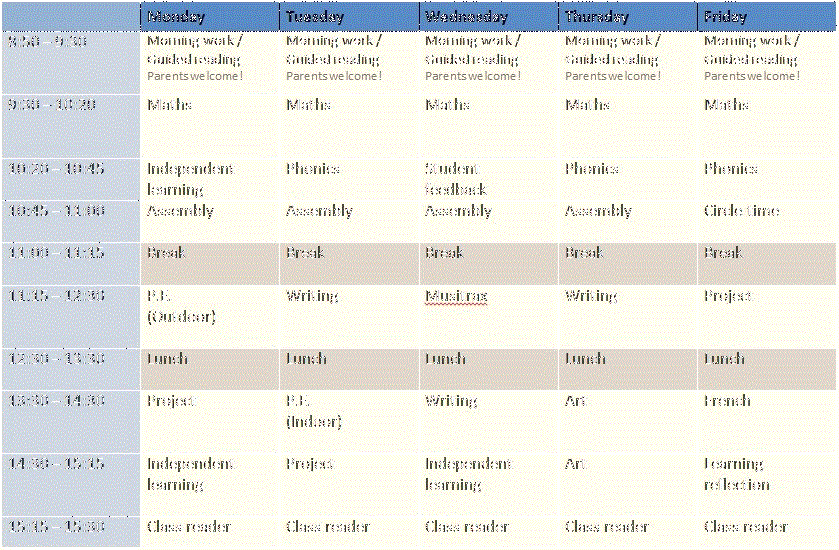 Monday Tuesday Wednesday Thursday Friday
8:50 – 9:30 Morning work / Morning work / Morning work / Morning work / Morning work /
Guided reading Guided reading Guided reading Guided reading Guided reading
Parents welcome! Parents welcome! Parents welcome! Parents welcome! Parents welcome!
9:30 – 10:20 Maths Maths Maths Maths Maths
10:20 – 10:45 Independent Phonics Student Phonics Phonics
learning feedback
10:45 – 11:00 Assembly Assembly Assembly Assembly Circle time
11:00 – 11:15 Break Break Break Break Break
11:15 – 12:30 P.E. Writing Musitrax Writing Project
(Outdoor)
12:30 – 13:30 Lunch Lunch Lunch Lunch Lunch
13:30 – 14:30 Project P.E. Writing Art French
(Indoor)
14:30 – 15:15 Independent Project Independent Art Learning
learning learning reflection
15:15 – 15:30 Class reader Class reader Class reader Class reader Class reader